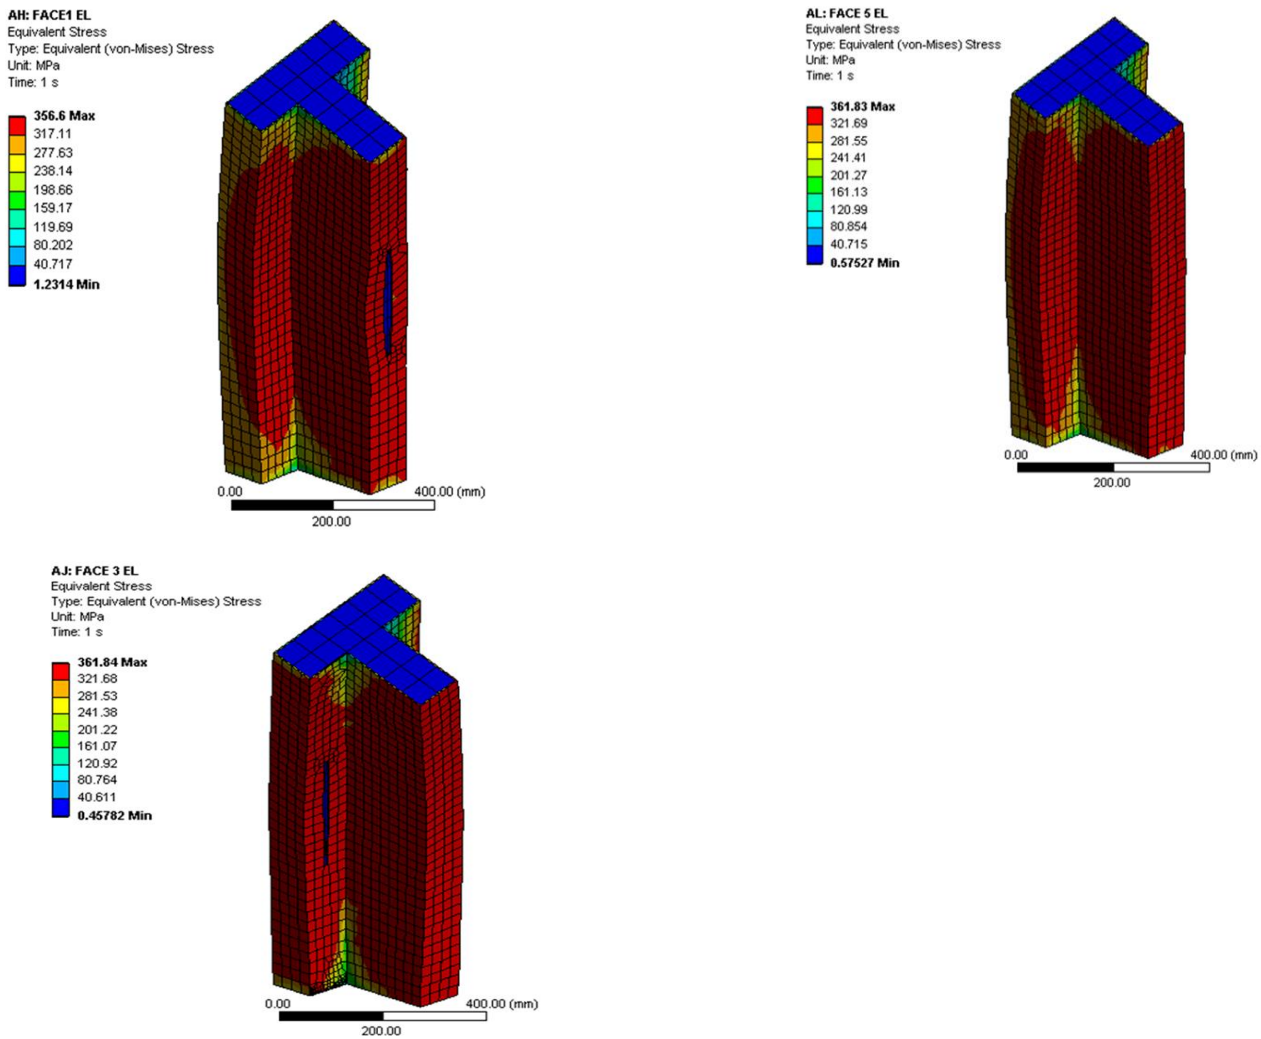 AH: FACE1 EL
Equivalent Stress
Type: Equivalent (von-Mises) Stress
Unit: MPa
Time: 1 s
356.6 Max
317.11
277.63
238.14
198.66
159.17
119.69
80.202
40.717
1.2314 Min
0.00
400.00 (mm)
200.00
AL: FACE 5 EL
Equivalent Stress
Type: Equivalent (von-Mises) Stress
Unit: MPa
Time: 1 s
361.83 Max
321.69
281.55
241.41
201.27
161.13
120.99
80.854
40.715
0.57527 Min
0.00
400.00 (mm)
200.00
AJ: FACE 3 EL
Equivalent Stress
Type: Equivalent (von-Mises) Stress
Unit: MPa
Time: 1 s
361.84 Max
321.68
281.53
241.38
201.22
161.07
120.92
80.764
40.611
0.45782 Min
0.00
400.00 (mm)
200.00